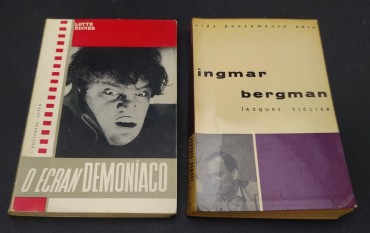 LOTTE
EISNER
O ECRAN DEMONÍACO
vida pensamento obra
ingmar
bergman
JACQUES SICLIER